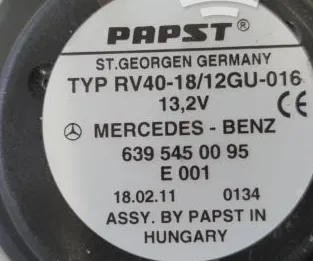 PAPST®
ST.GEORGEN GERMANY
TYP RV40-18/12GU-016
13,2V CE
MERCEDES - BENZ
639 545 00 95
E 001
18.02.11 0134
ASSY. BY PAPST IN
HUNGARY